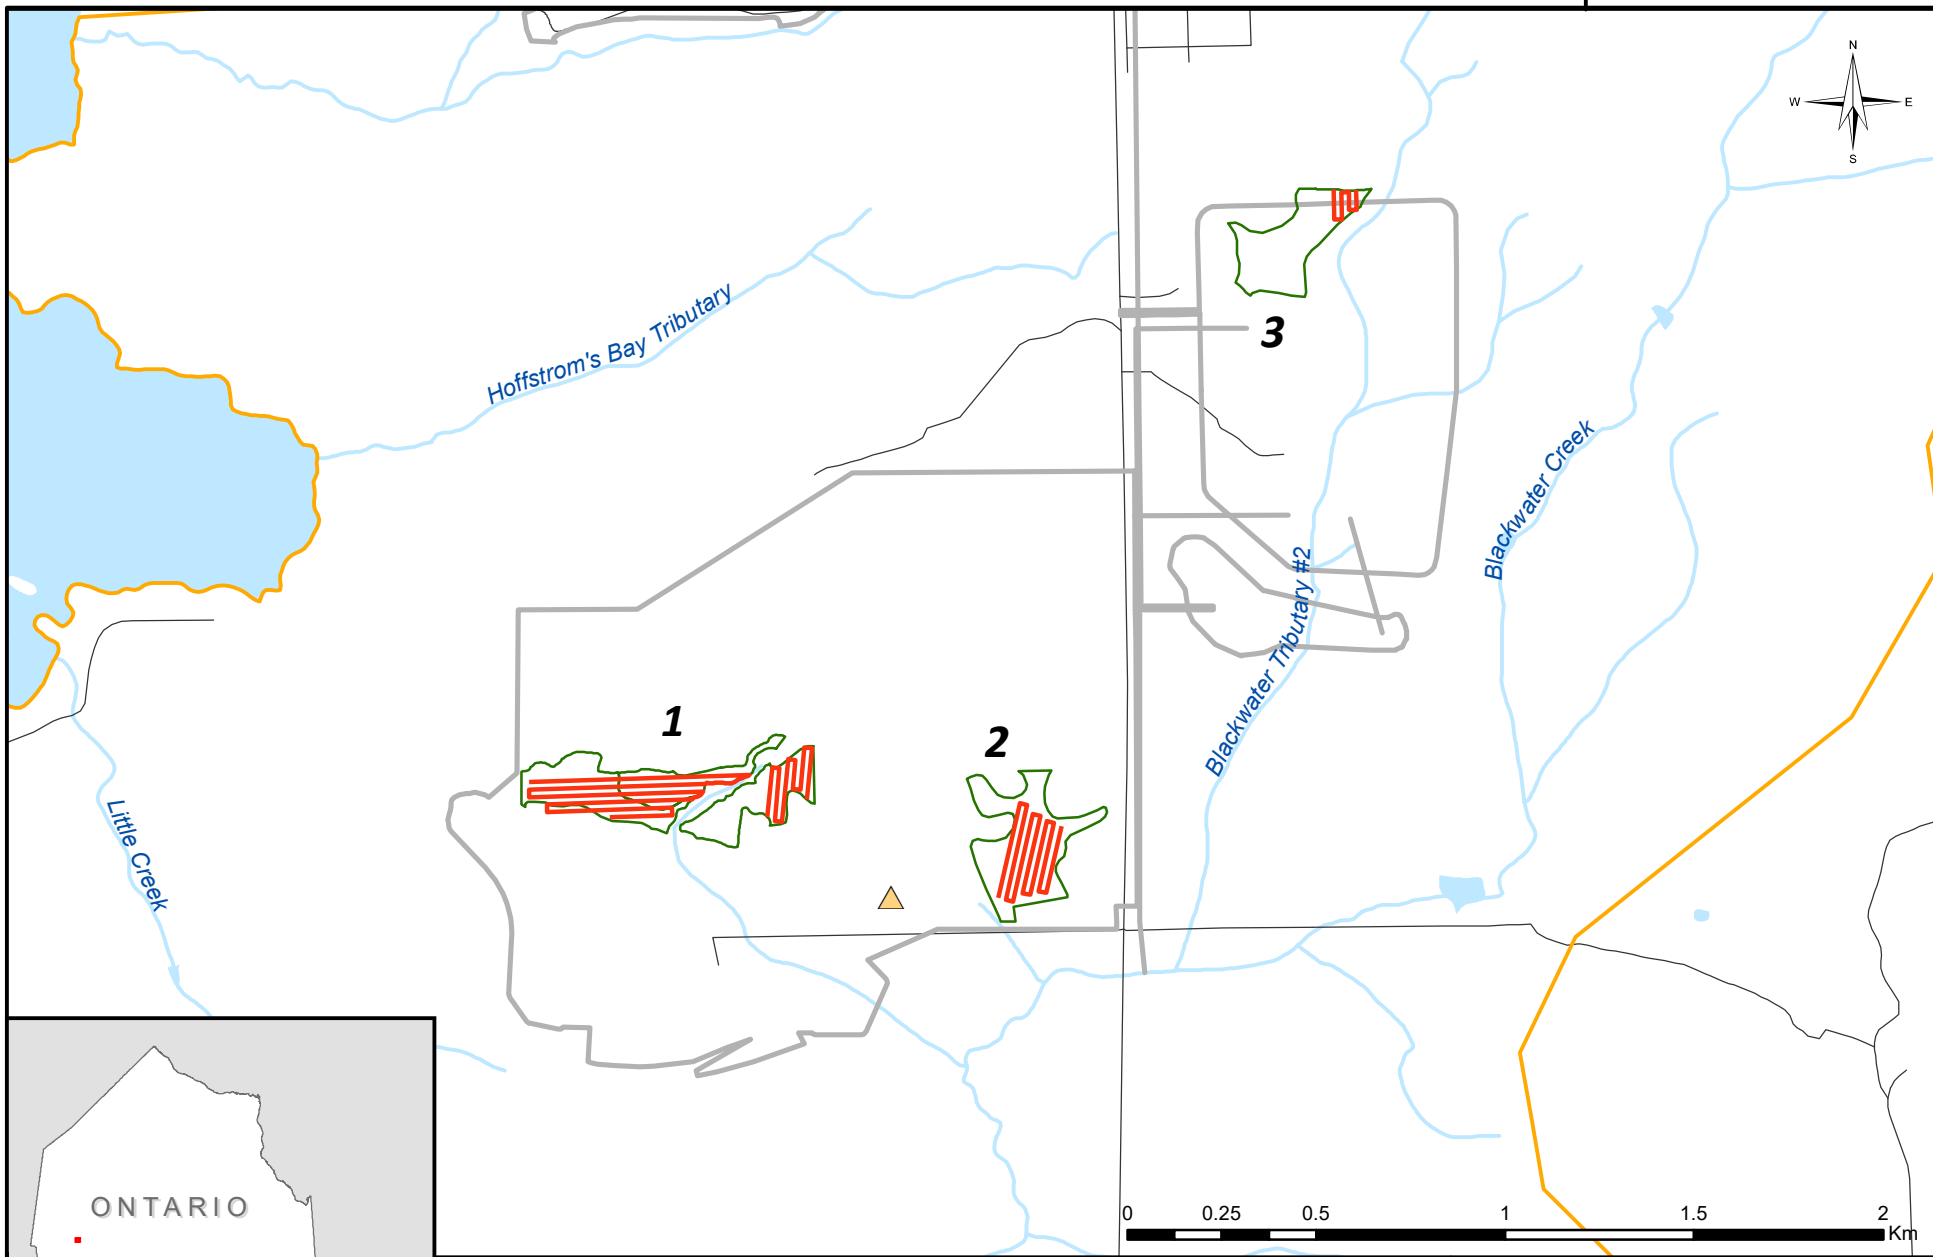 N
W E
S
Hoffstrom's Bay Tributary
3
Blackwater Creek
Blackwater Tributary #2
1
2
Little Creek
ONTARIO
0 0.25 0.5 1 1.5 2
Km